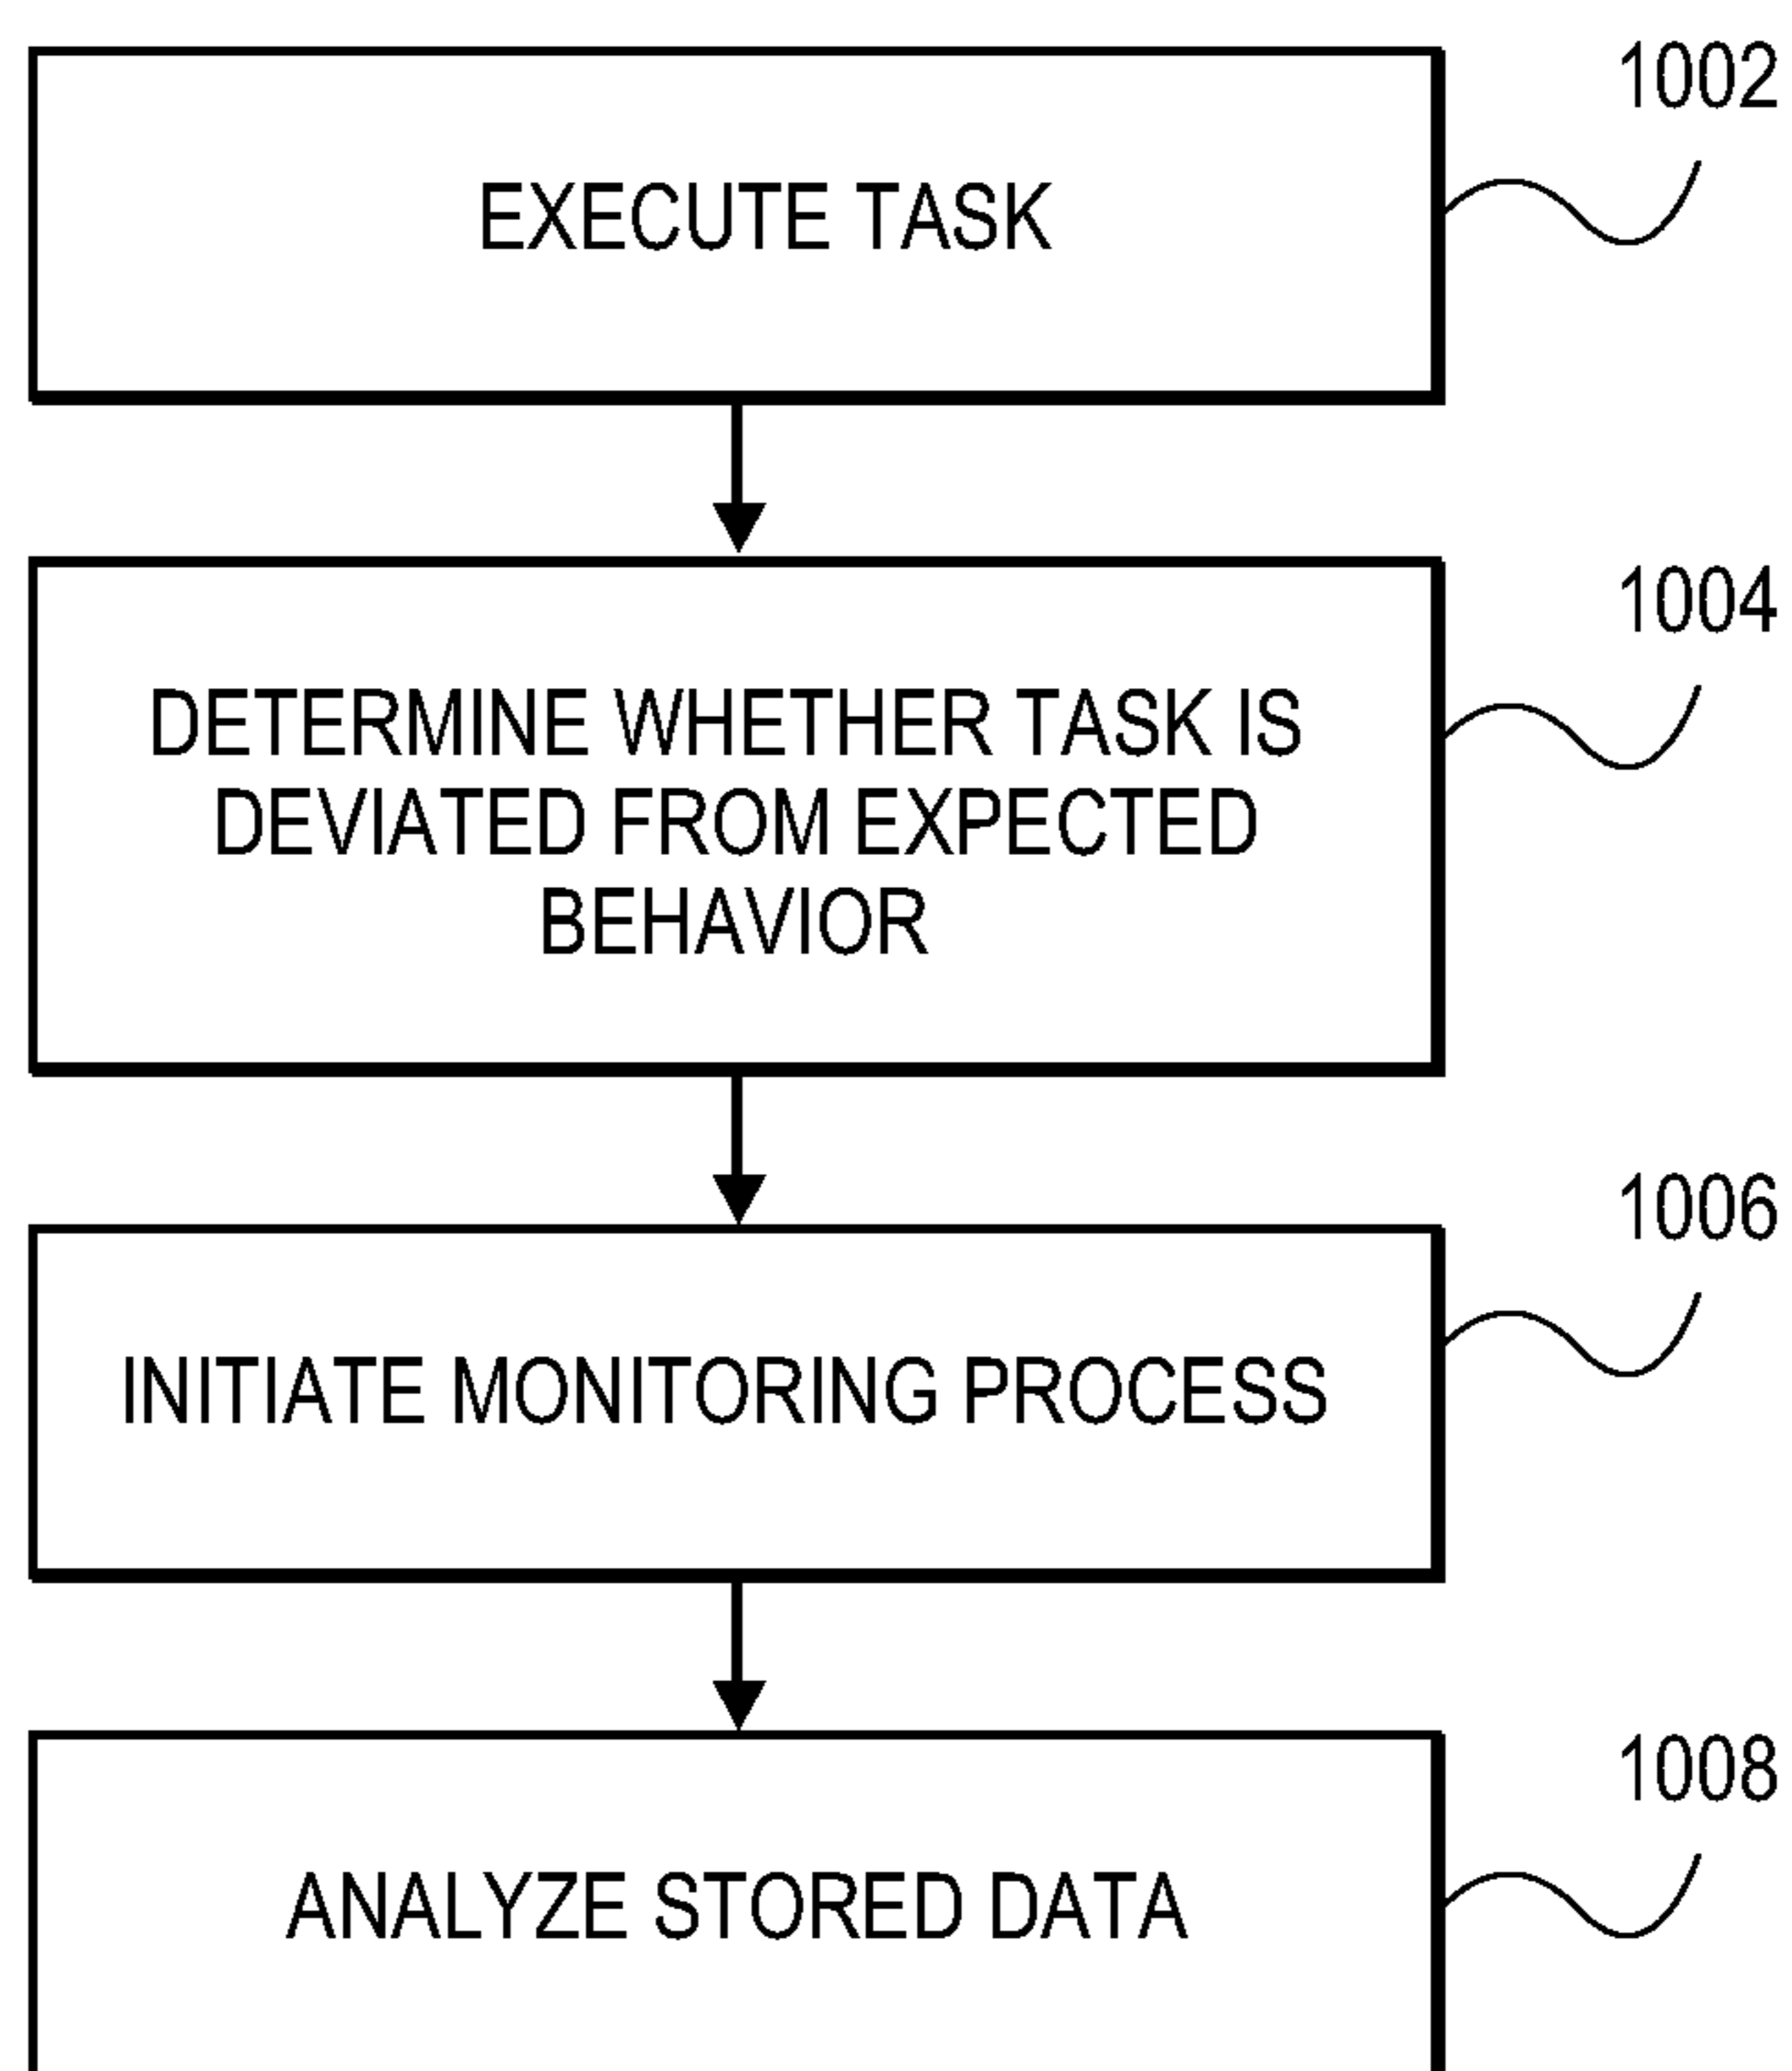 1002
EXECUTE TASK
1004
DETERMINE WHETHER TASK IS
DEVIATED FROM EXPECTED
BEHAVIOR
1006
INITIATE MONITORING PROCESS
1008
ANALYZE STORED DATA